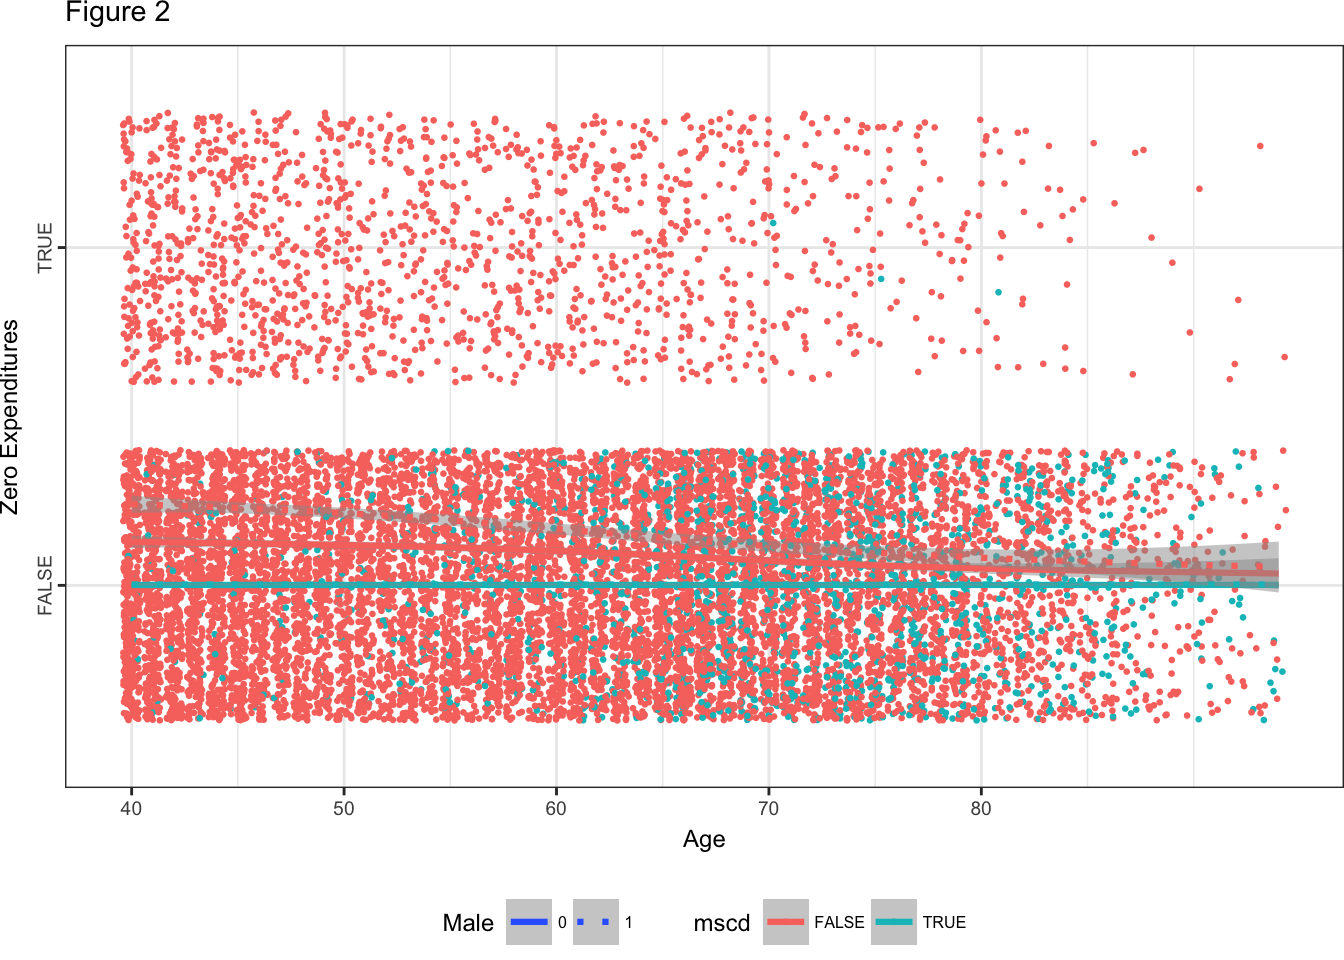 Figure 2
Zero Expenditures
TRUE
FALSE
40 50 60 70 80
Age
Male 0 1 mscd FALSE TRUE